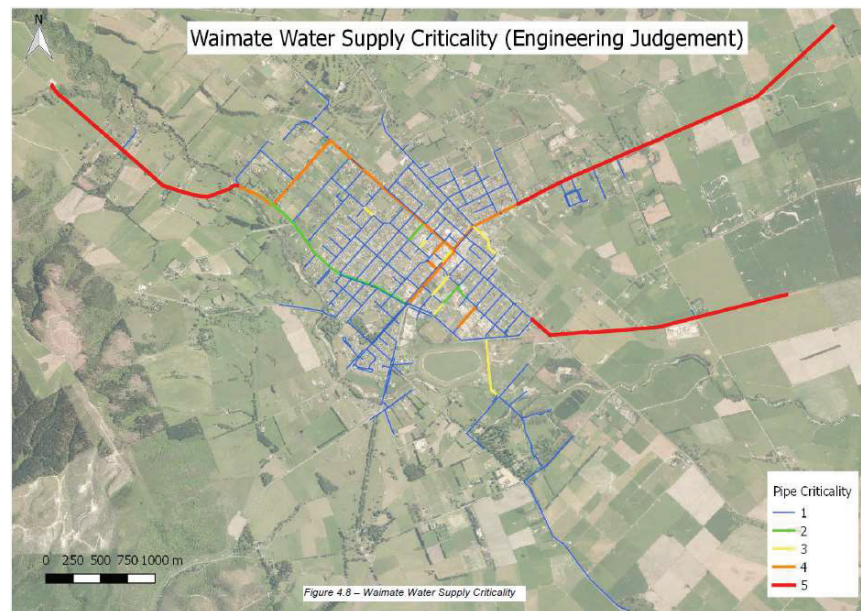 N
Waimate Water Supply Criticality (Engineering Judgement)
Pipe Criticality
1
2
3
4
5
0 250 500 750 1000 m
Figure 4.8 – Waimate Water Supply Criticality